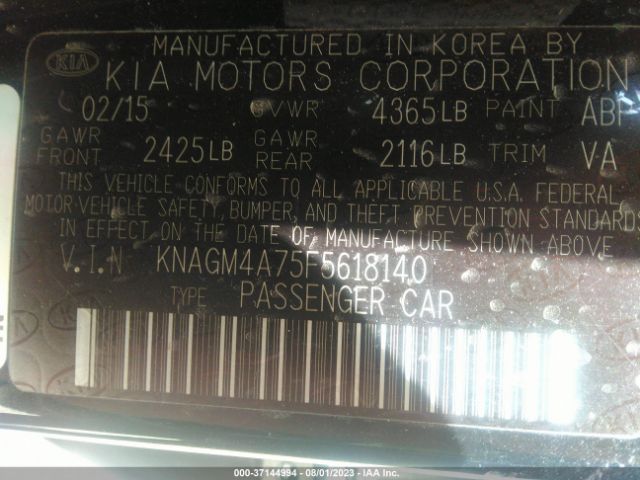 MANUFACTURED IN KOREA BY
KIA KIA MOTORS CORPORATION
02/15 GVWR 4365LB PAINT
GAWR FRONT 2425LB GAWR REAR 2116LB TRIM VA
THIS VEHICLE CONFORMS TO ALL APPLICABLE U.S.A. FEDERAL
MOTOR-VEHICLE SAFETY, BUMPER, AND THEFT PREVENTION STANDARDS
IN EFFECT ON THE DATE OF MANUFACTURE SHOWN ABOVE
V.I.N KNAGM4A75F5618140
TYPE PASSENGER CAR
000-37144994 - 08/01/2023 - IAA Inc.